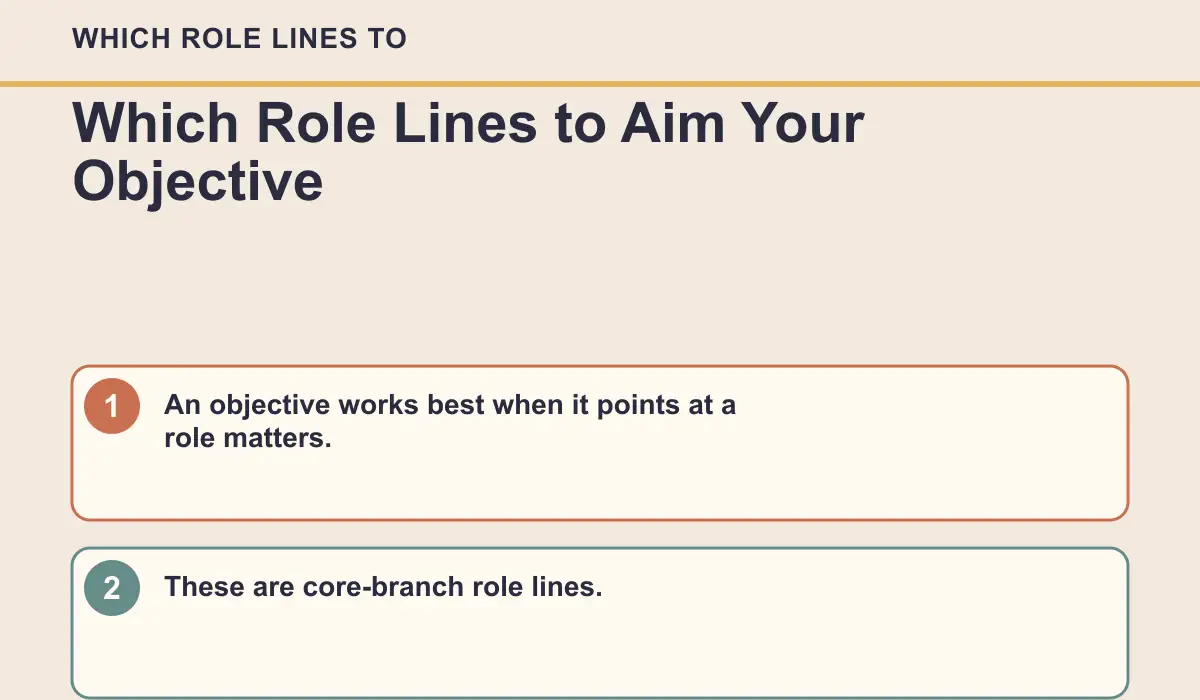 WHICH ROLE LINES TO
Which Role Lines to Aim Your
Objective
1
An objective works best when it points at a
role matters.
2
These are core-branch role lines.